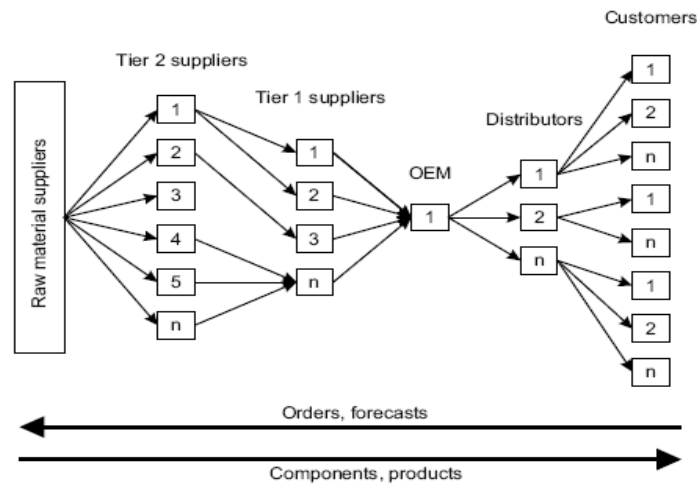 Customers
Tier 2 suppliers
Tier 1 suppliers
Distributors
OEM
Raw material suppliers
1
2
3
4
5
n
1
2
3
n
1
1
2
n
1
2
n
1
n
1
2
n
Orders, forecasts
Components, products